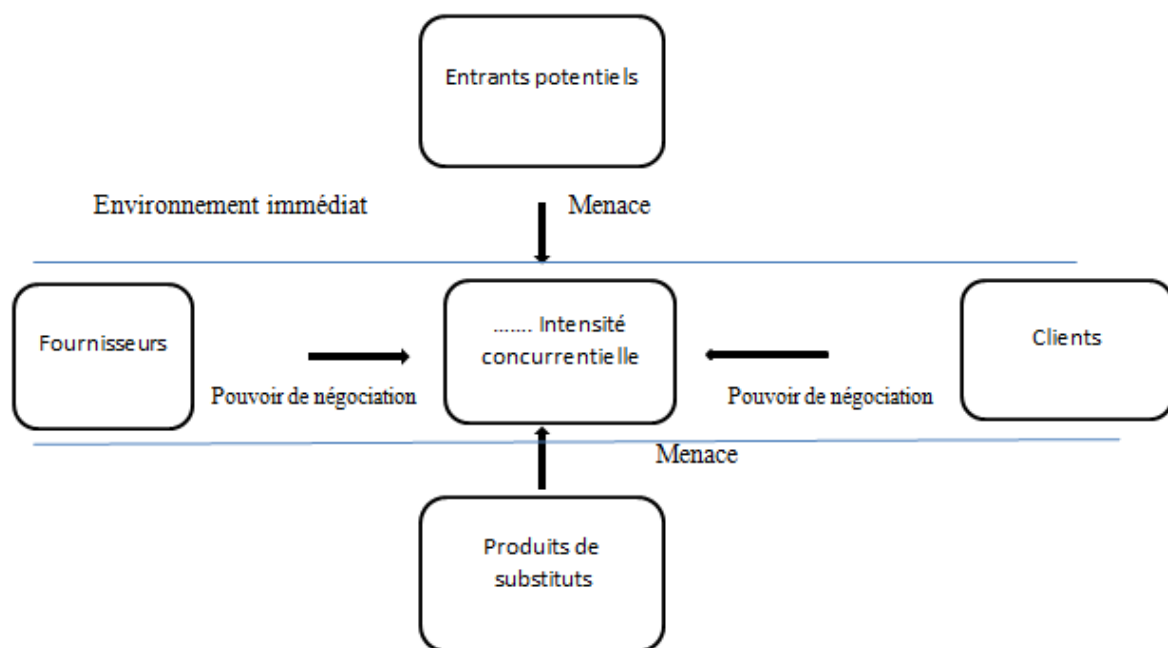 Entrants potentiels
Environnement immédiat
Menace
Fournisseurs
....... Intensité
concurrentielle
Clients
Pouvoir de négociation
Pouvoir de négociation
Menace
Produits de
substituts